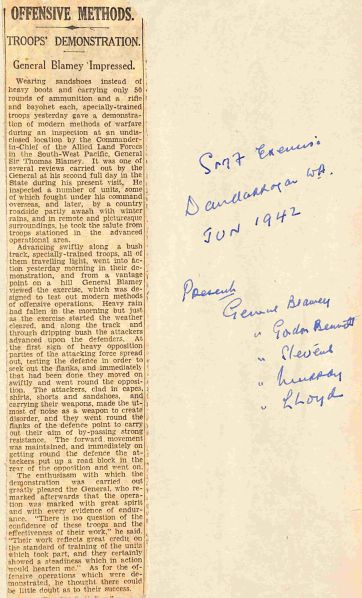 OFFENSIVE METHODS.
TROOPS' DEMONSTRATION.
General Blamey Impressed.
Wearing sandshoes instead of
heavy boots and carrying only 50
rounds of ammunition and a rifle
and bayonet each, specially-trained
troops yesterday gave a demonstra-
tion of modern methods of warfare
during an inspection at an undis-
closed location by the Commander-
in-Chief of the Allied Land Forces
in the South-West Pacific, General
Sir Thomas Blamey. It was one of
several reviews carried out by the
General at his second full day in the
State during his present visit. He
inspected a number of units, some
of which fought under his command
overseas, and later, by a country
roadside partly awash with winter
rains, and in remote and picturesque
surroundings, he took the salute from
troops stationed in the advanced
operational area.
Advancing swiftly along a bush
track, specially-trained troops, all of
them travelling light, went into ac-
tion yesterday morning in their de-
monstration, and from a vantage
point on a hill General Blamey
viewed the exercise, which was de-
signed to test out modern methods
of offensive operations. Heavy rain
had fallen in the morning but just
as the exercise started the weather
cleared, and along the track and
through dripping bush the attackers
advanced upon the defenders. As
the first sign of heavy opposition
parties of the attacking force spread
out, testing the defence in order to
seek out the flanks, and immediately
that had been done they moved on
swiftly and went round the opposi-
tion. The attackers, clad in caps,
shirts, shorts and sandshoes, and
carrying their weapons, made the ut-
most of noise as a weapon to create
disorder, and they went round the
flanks of the defence point to carry
out their aim of by-passing strong
resistance. The forward movement
was maintained, and immediately on
getting round the defence the at-
tackers put up a road block in the
rear of the opposition and went on.
The enthusiasm with which the
demonstration was carried out
greatly pleased the General, who re-
marked afterwards that the opera-
tion was marked with great spirit
and with every evidence of endur-
ance. "There is no question of the
confidence of these troops and the
effectiveness of their work," he said.
"Their work reflects great credit on
the standard of training of the units
which took part, and they certainly
showed a steadiness which in action
would hearten me." As for the of-
fensive operations which were de-
monstrated, he thought there could
be little doubt as to their success.
Dandarragan WA.
JUN 1942
Present
General Blamey
" Gordon Bennett
" Stevens
" Murray
" Lloyd